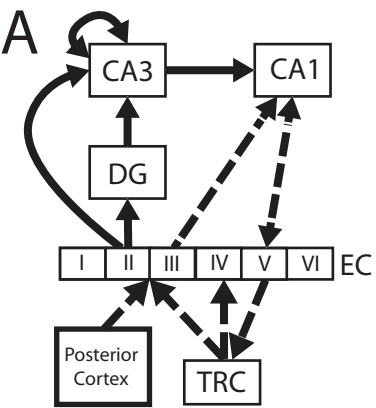 A
CA3 CA1
DG
I II III IV V VI EC
Posterior
Cortex
TRC